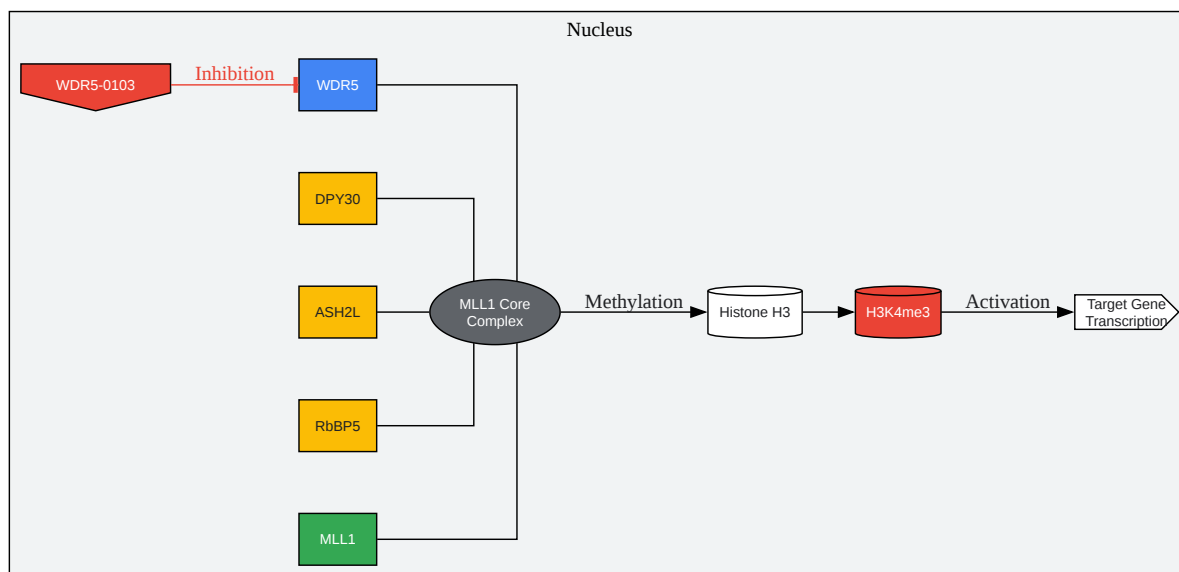 Nucleus
WDR5-0103
Inhibition
WDR5
DPY30
ASH2L
MLL1 Core
Complex
Methylation
Histone H3
H3K4me3
Activation
Target Gene
Transcription
RbBP5
MLL1